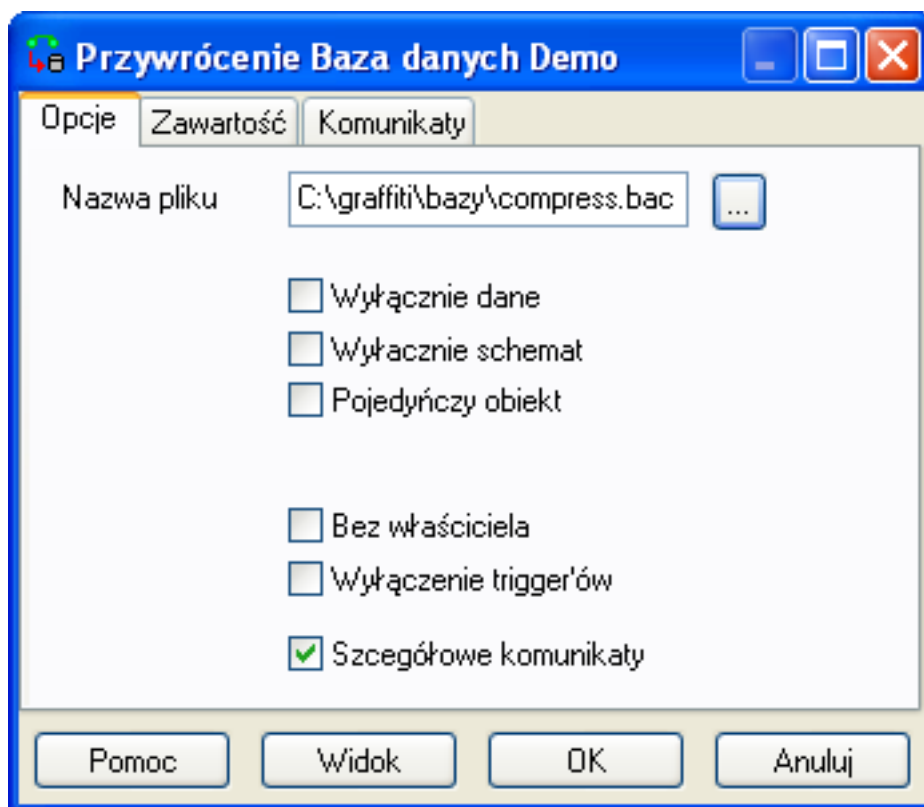 Przywrócenie Baza danych Demo
Opcje Zawartość Komunikaty
Nazwa pliku C:\graffiti\bazy\compress.bac ...
Wyłącznie dane
Wyłacznie schemat
Pojedyńczy obiekt
Bez właściciela
Wyłączenie trigger'ów
Szczegółowe komunikaty
Pomoc Widok OK Anuluj